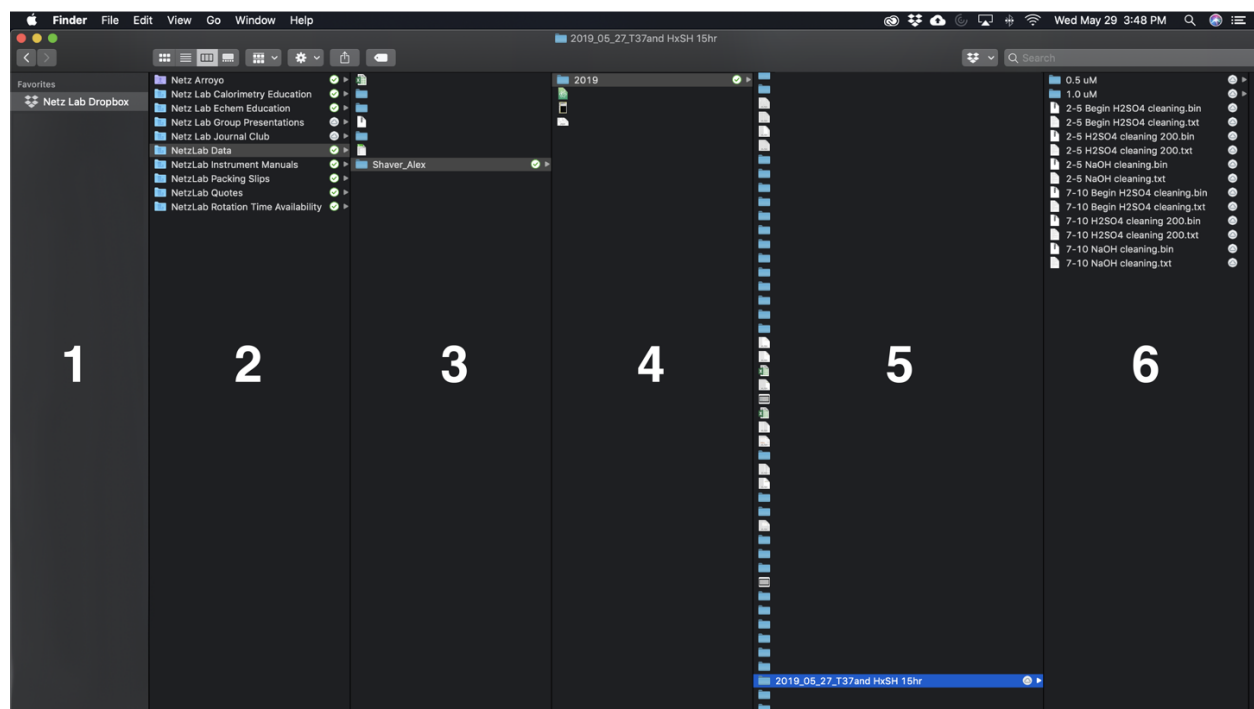 Finder File Edit View Go Window Help
Wed May 29 3:48 PM
2019_05_27_T37and HxSH 15hr
Search
Favorites
Netz Lab Dropbox
Netz Arroyo
Netz Lab Calorimetry Education
Netz Lab Echem Education
Netz Lab Group Presentations
Netz Lab Journal Club
NetzLab Data
NetzLab Instrument Manuals
NetzLab Packing Slips
NetzLab Quotes
NetzLab Rotation Time Availability
Shaver_Alex
2019
2019_05_27_T37and HxSH 15hr
0.5 uM
1.0 uM
2-5 Begin H2SO4 cleaning.bin
2-5 Begin H2SO4 cleaning.txt
2-5 H2SO4 cleaning 200.bin
2-5 H2SO4 cleaning 200.txt
2-5 NaOH cleaning.bin
2-5 NaOH cleaning.txt
7-10 Begin H2SO4 cleaning.bin
7-10 Begin H2SO4 cleaning.txt
7-10 H2SO4 cleaning 200.bin
7-10 H2SO4 cleaning 200.txt
7-10 NaOH cleaning.bin
7-10 NaOH cleaning.txt
1 2 3 4 5 6